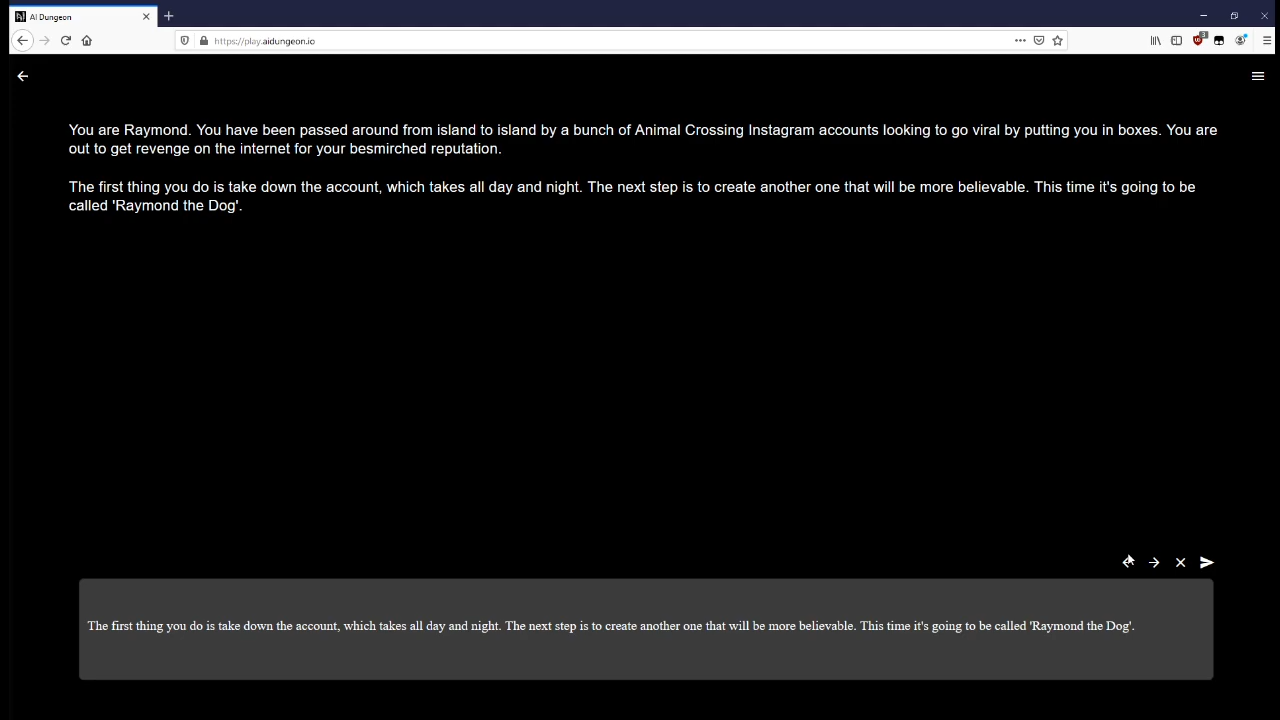 AI Dungeon
https://play.aidungeon.io
3
You are Raymond. You have been passed around from island to island by a bunch of Animal Crossing Instagram accounts looking to go viral by putting you in boxes. You are
out to get revenge on the internet for your besmirched reputation.
The first thing you do is take down the account, which takes all day and night. The next step is to create another one that will be more believable. This time it's going to be
called 'Raymond the Dog'.
The first thing you do is take down the account, which takes all day and night. The next step is to create another one that will be more believable. This time it's going to be called 'Raymond the Dog'.